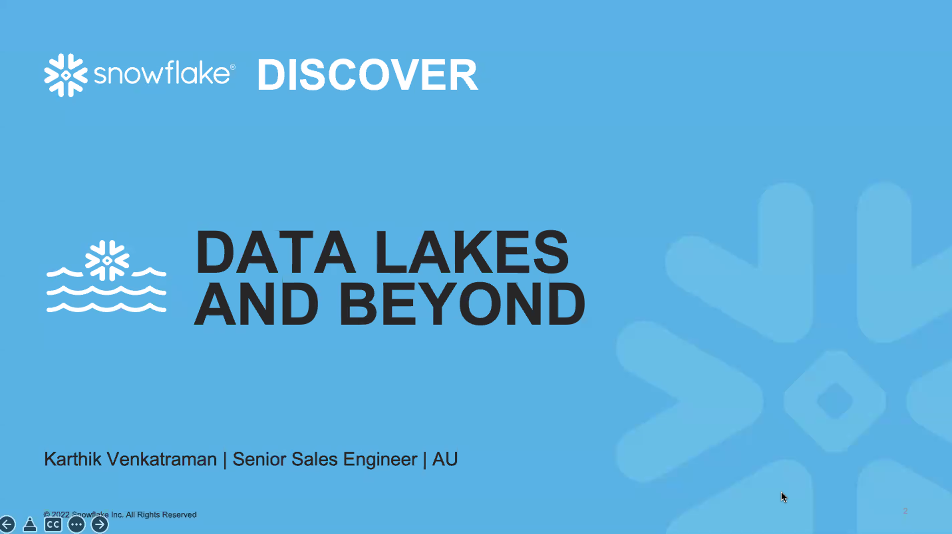 snowflake® DISCOVER
DATA LAKES
AND BEYOND
Karthik Venkatraman | Senior Sales Engineer | AU
© 2022 Snowflake Inc. All Rights Reserved
2
CC